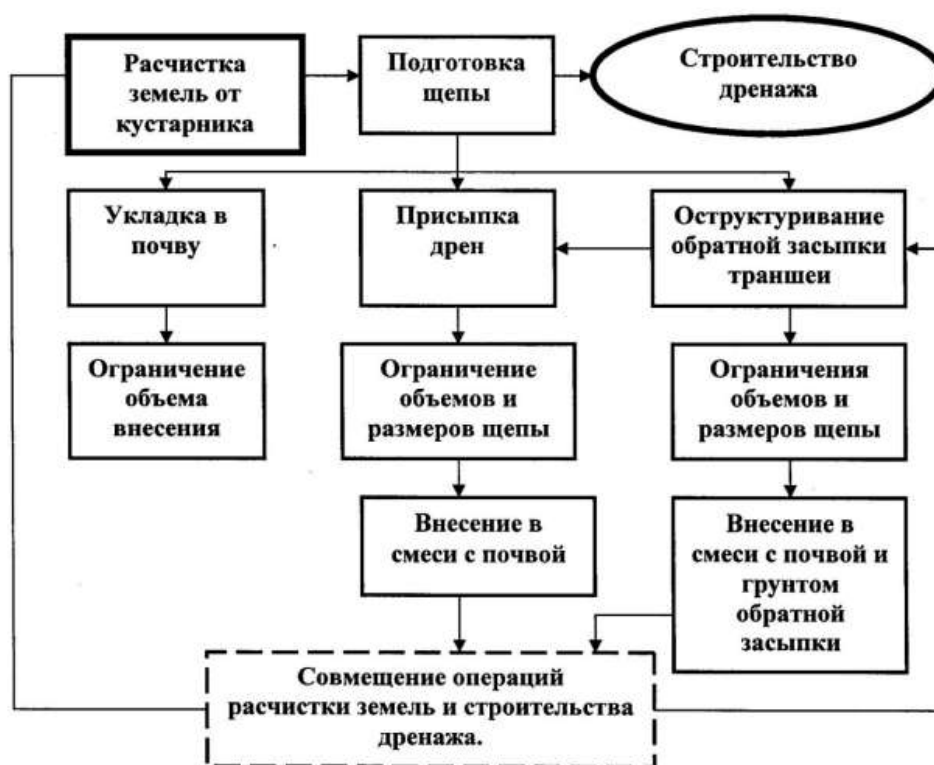 Расчистка
земель от
кустарника
Подготовка
щепы
Строительство
дренажа
Укладка в
почву
Присыпка
дрен
Оструктуривание
обратной засыпки
траншеи
Ограничение
объема
внесения
Ограничение
объемов и
размеров щепы
Ограничения
объемов и
размеров щепы
Внесение в
смеси с почвой
Внесение в
смеси с почвой и
грунтом
обратной
засыпки
Совмещение операций
расчистки земель и строительства
дренажа.